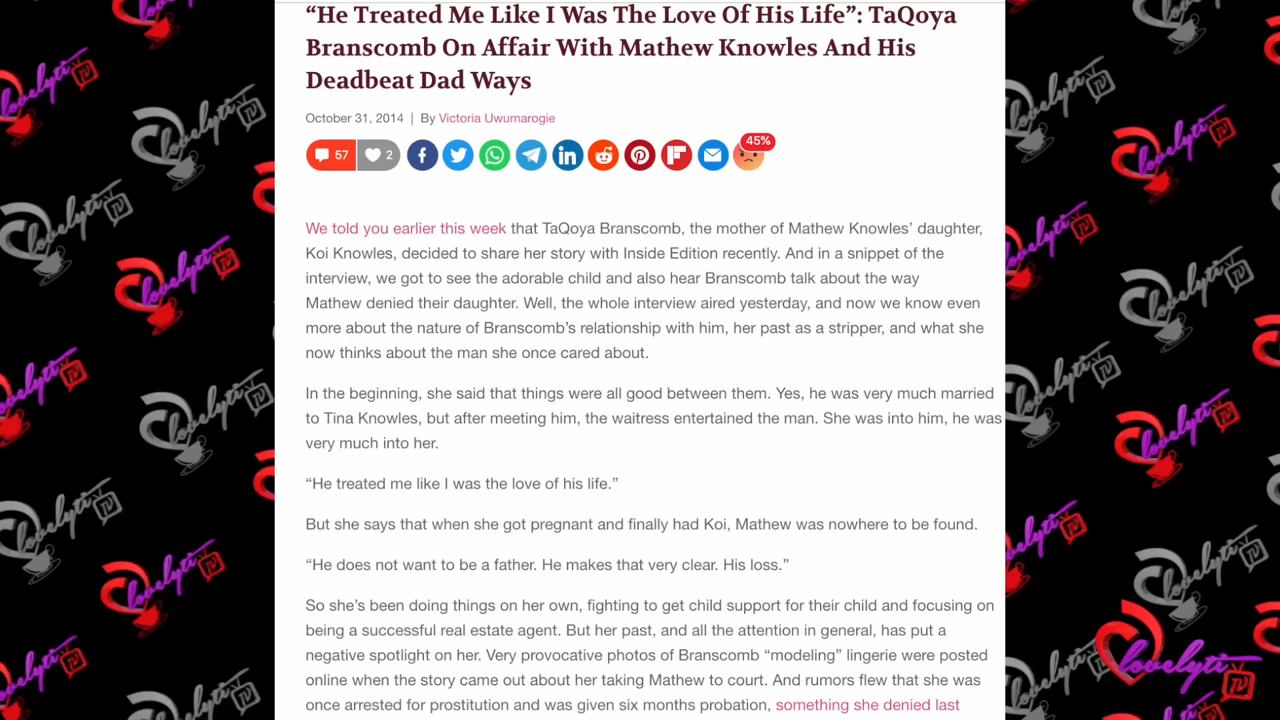 “He Treated Me Like I Was The Love Of His Life”: TaQoya
Branscomb On Affair With Mathew Knowles And His
Deadbeat Dad Ways
October 31, 2014 | By Victoria Uwumarogie
57
2
45%
We told you earlier this week that TaQoya Branscomb, the mother of Mathew Knowles’ daughter,
Koi Knowles, decided to share her story with Inside Edition recently. And in a snippet of the
interview, we got to see the adorable child and also hear Branscomb talk about the way
Mathew denied their daughter. Well, the whole interview aired yesterday, and now we know even
more about the nature of Branscomb’s relationship with him, her past as a stripper, and what she
now thinks about the man she once cared about.
In the beginning, she said that things were all good between them. Yes, he was very much married
to Tina Knowles, but after meeting him, the waitress entertained the man. She was into him, he was
very much into her.
“He treated me like I was the love of his life.”
But she says that when she got pregnant and finally had Koi, Mathew was nowhere to be found.
“He does not want to be a father. He makes that very clear. His loss.”
So she’s been doing things on her own, fighting to get child support for their child and focusing on
being a successful real estate agent. But her past, and all the attention in general, has put a
negative spotlight on her. Very provocative photos of Branscomb “modeling” lingerie were posted
online when the story came out about her taking Mathew to court. And rumors flew that she was
once arrested for prostitution and was given six months probation, something she denied last